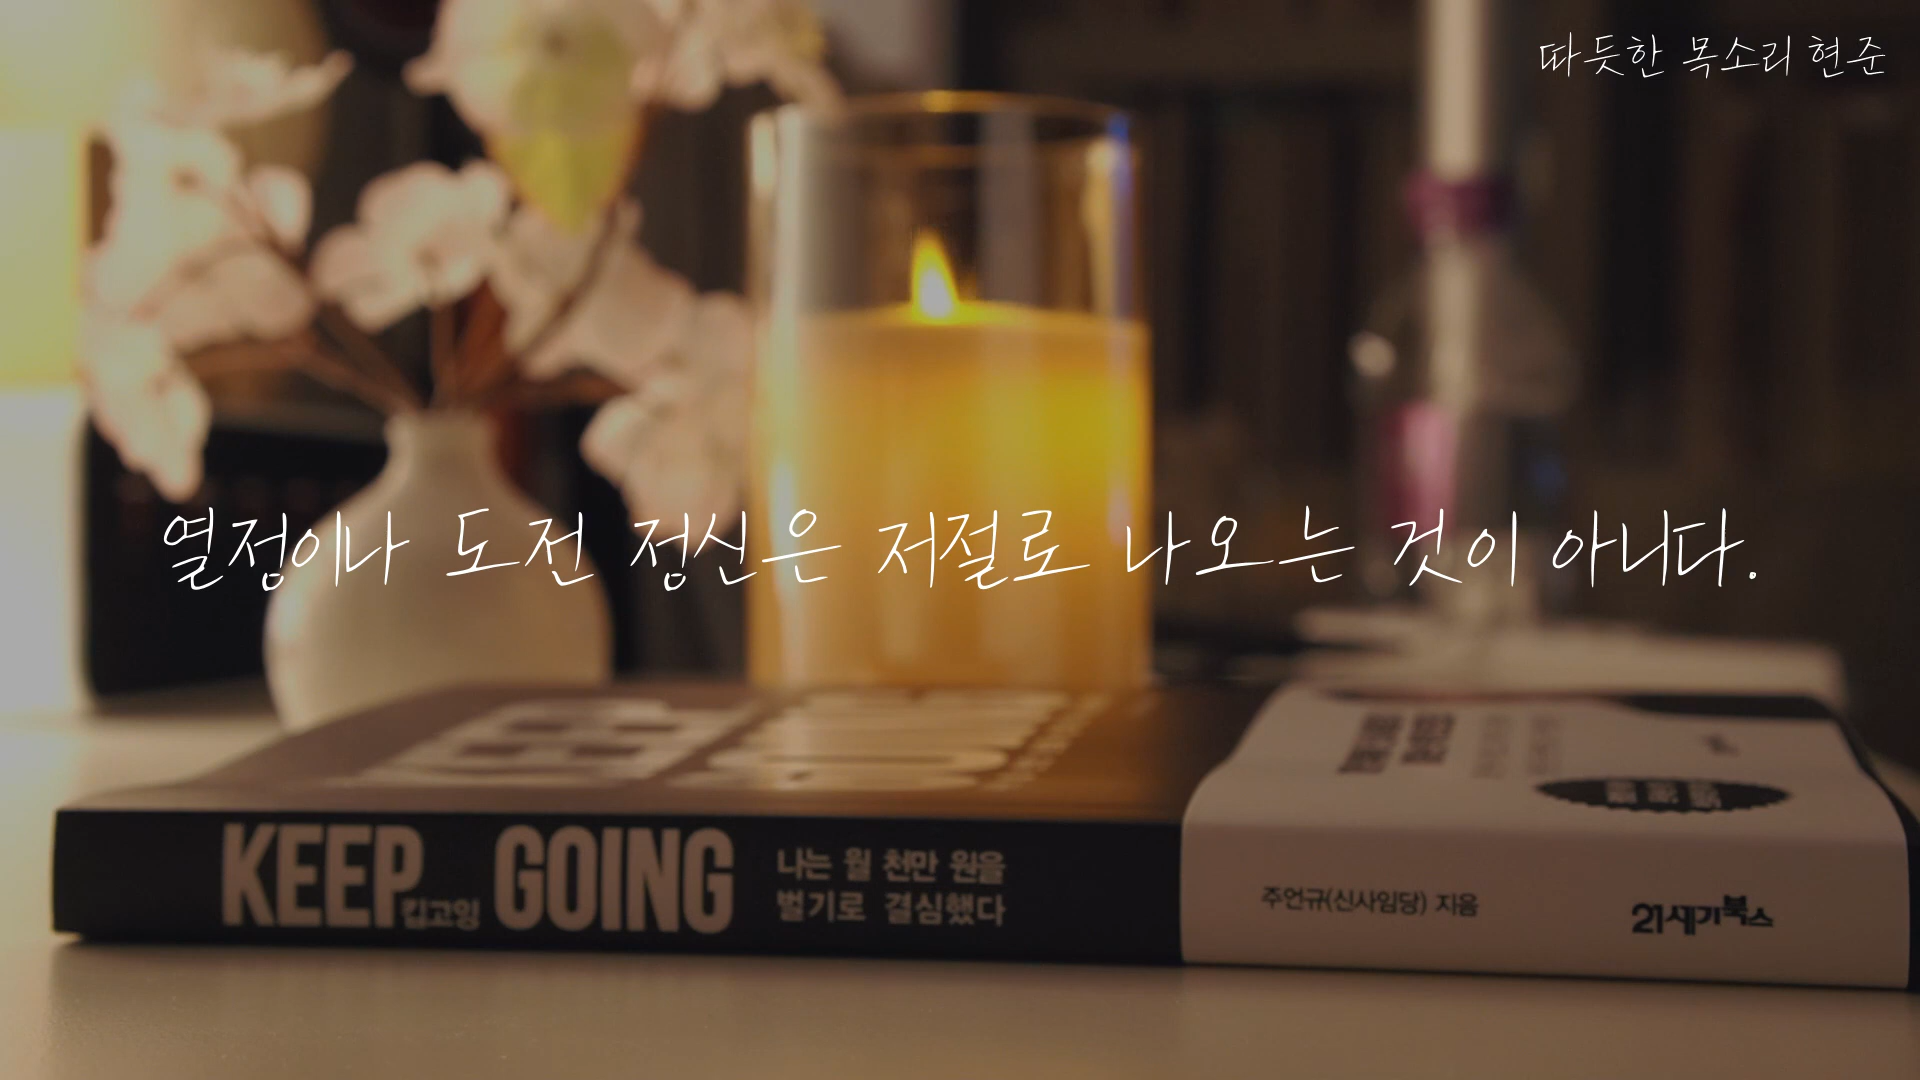 따듯한 목소리 현준
열정이나 도전 정신은 저절로 나오는 것이 아니다.
KEEP GOING
킵고잉
나는 월 천만 원을
벌기로 결심했다
주언규(신사임당) 지음
21세기북스